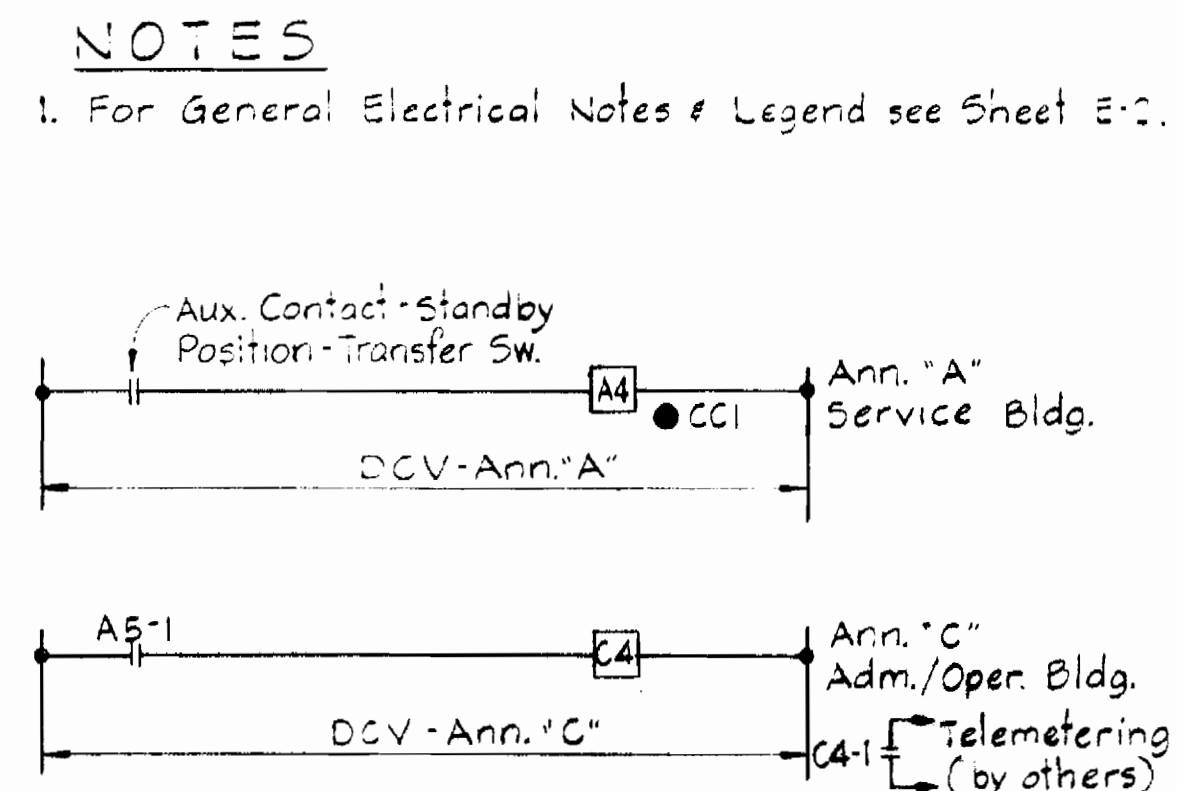 NOTES
1. For General Electrical Notes & Legend see Sheet
Aux. Contact-Standby
Position-Transfer Sw.
A4
CC1
Ann. "A"
Service Bldg.
DCV-Ann."A"
A5-1
C4
Ann. "C"
Adm./Oper. Bldg.
DCV-Ann. "C"
C4-1
Telemetering
(by others)